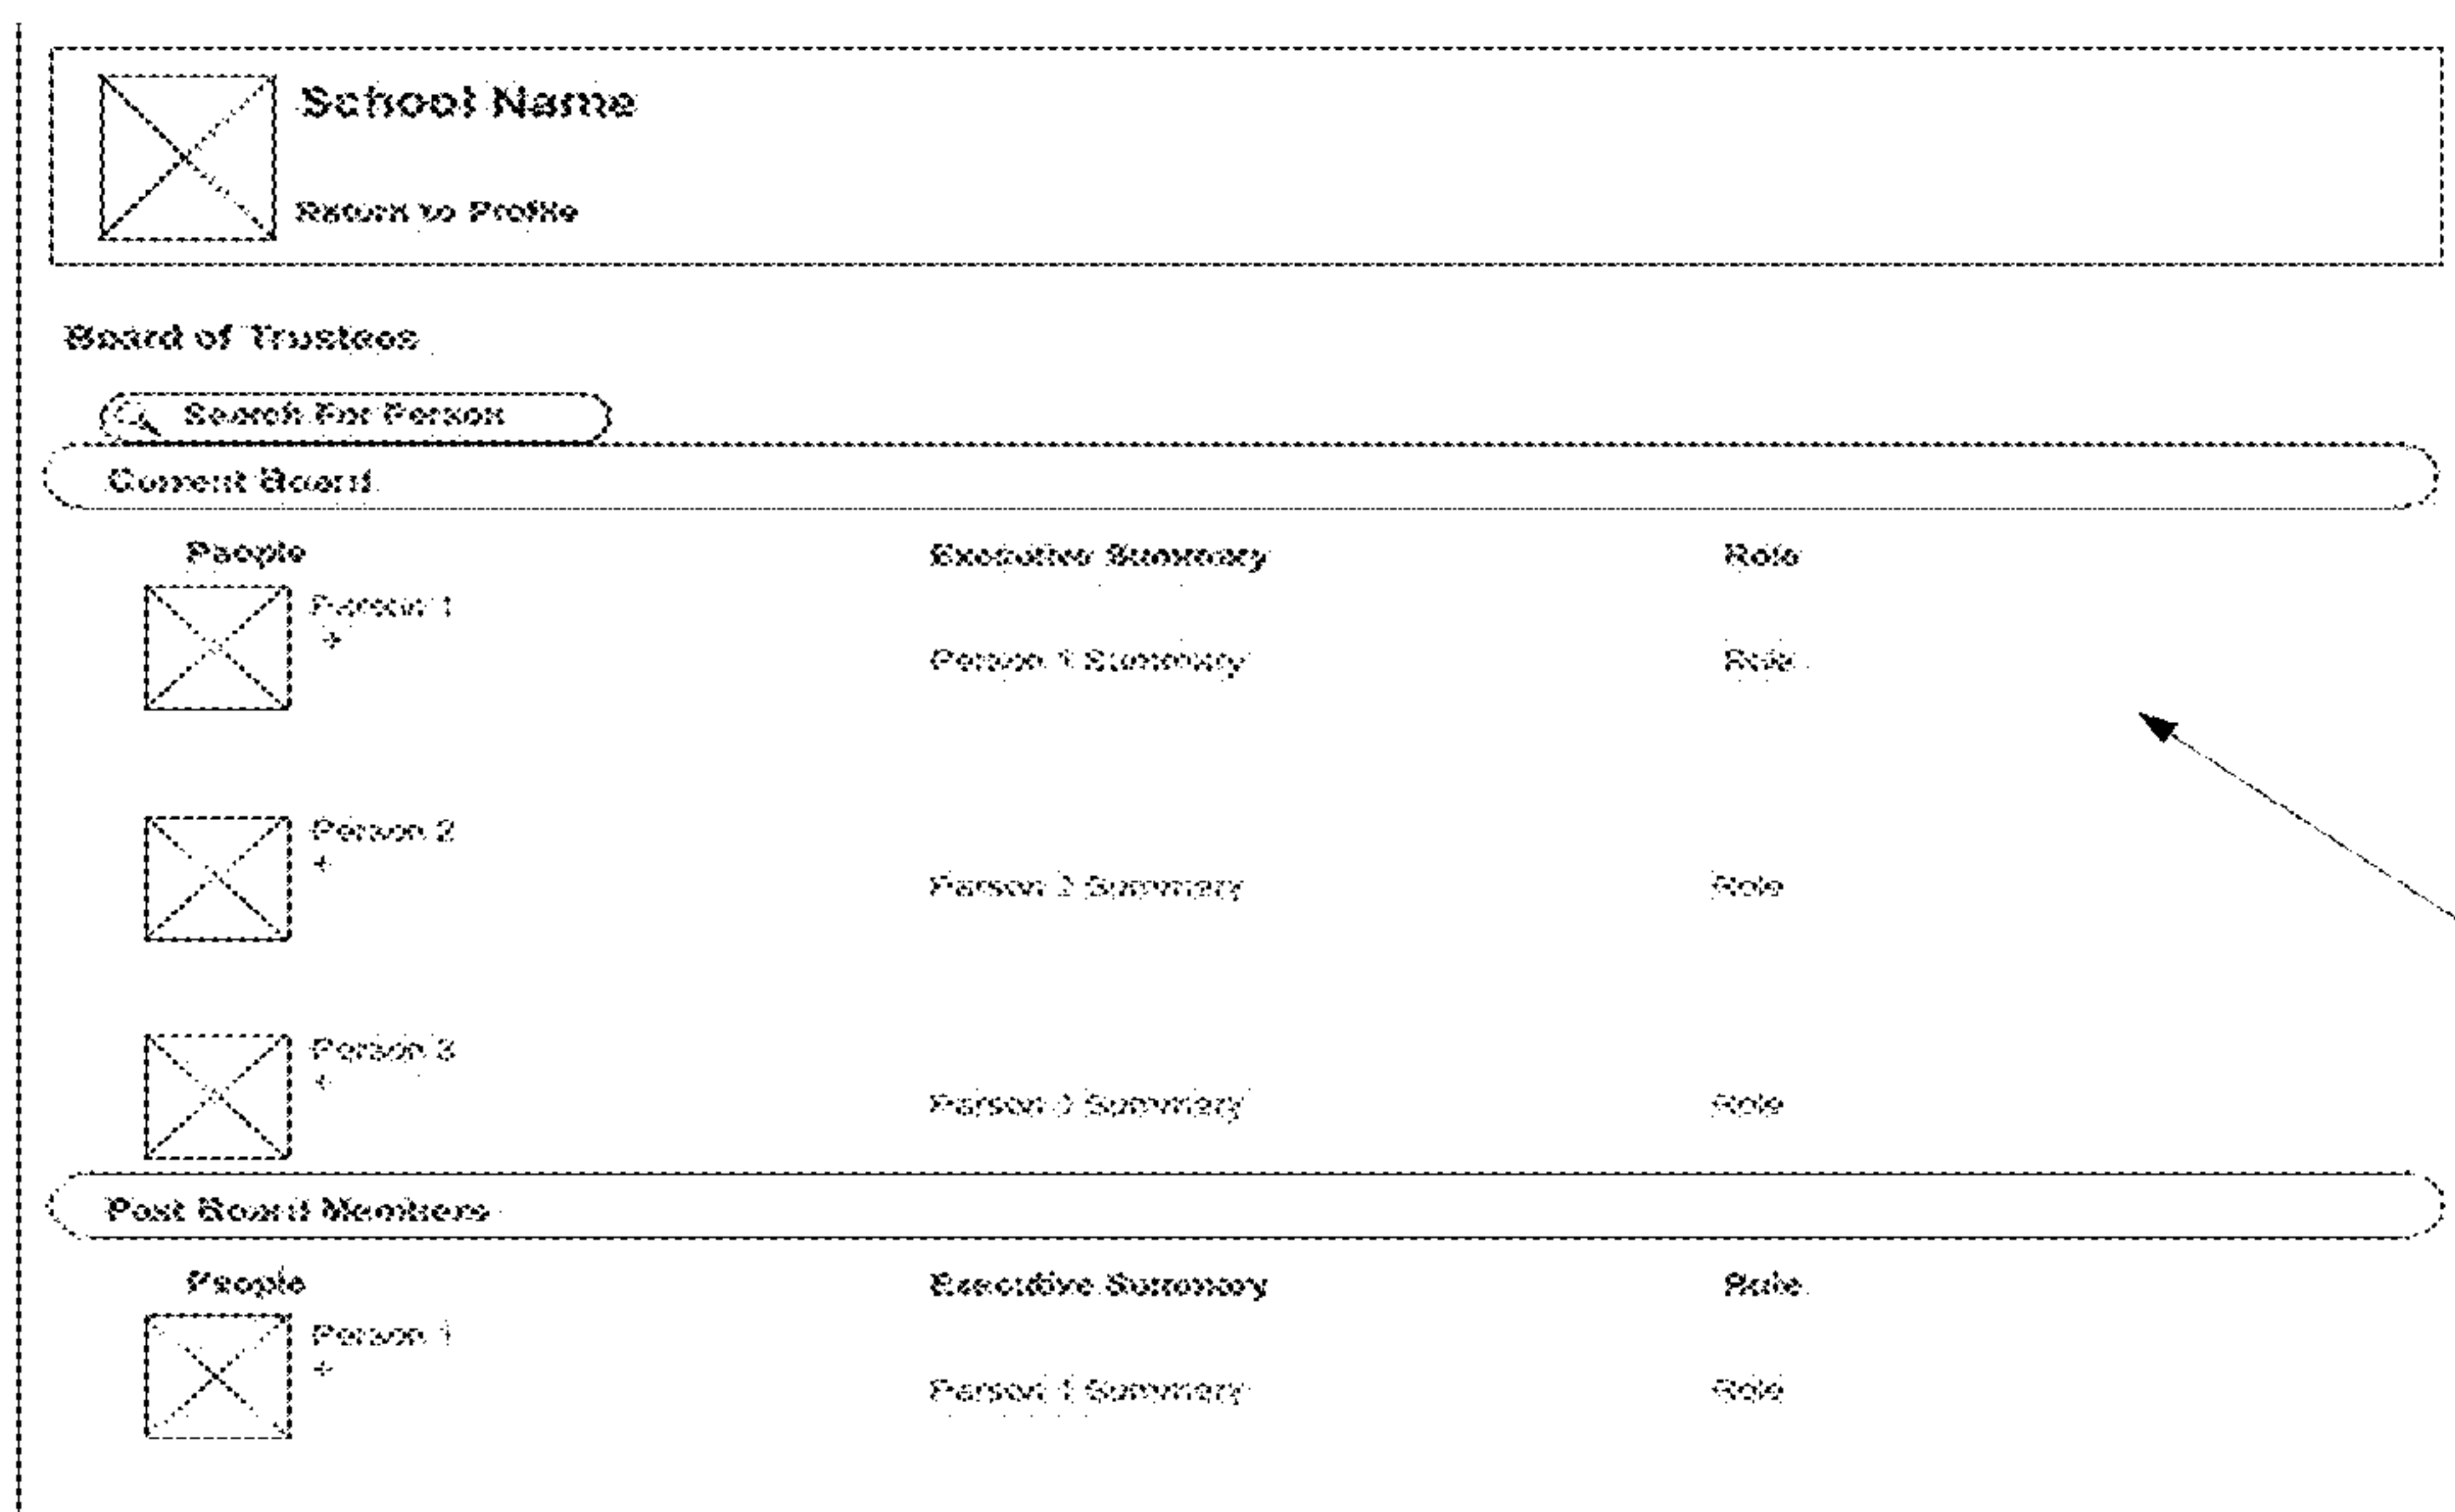 School Name
Return to Profile
Board of Trustees
Search For Person
Current Board
People Executive Summary Role
Person 1
+
Person 1 Summary Role
Person 2
+
Person 2 Summary Role
Person 3
+
Person 3 Summary Role
Past Board Members
People Executive Summary Role
Person 1
+
Person 1 Summary Role